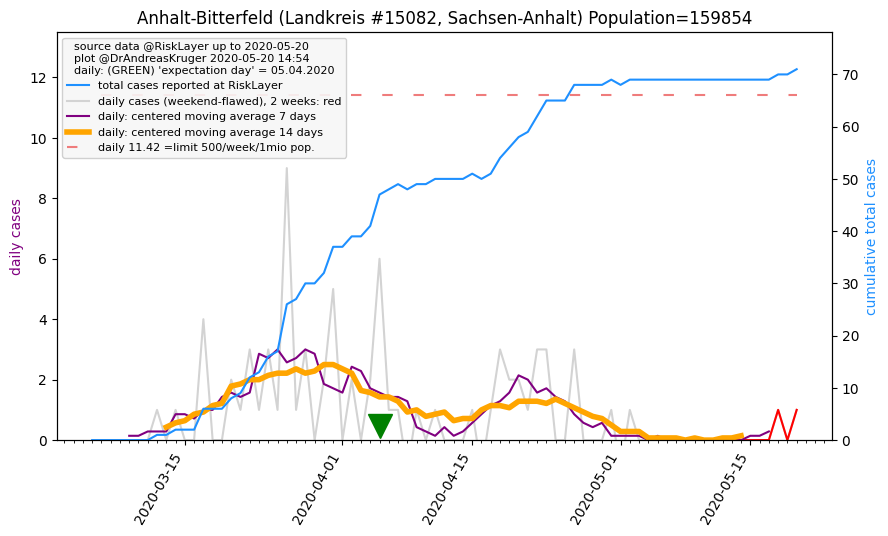 Anhalt-Bitterfeld (Landkreis #15082, Sachsen-Anhalt) Population=159854
source data @RiskLayer up to 2020-05-20
plot @DrAndreasKruger 2020-05-20 14:54
daily: (GREEN) 'expectation day' = 05.04.2020
total cases reported at RiskLayer
daily cases (weekend-flawed), 2 weeks: red
daily: centered moving average 7 days
daily: centered moving average 14 days
daily 11.42 =limit 500/week/1mio pop.
daily cases
12
10
8
6
4
2
0
cumulative total cases
70
60
50
40
30
20
10
0
2020-03-15
2020-04-01
2020-04-15
2020-05-01
2020-05-15